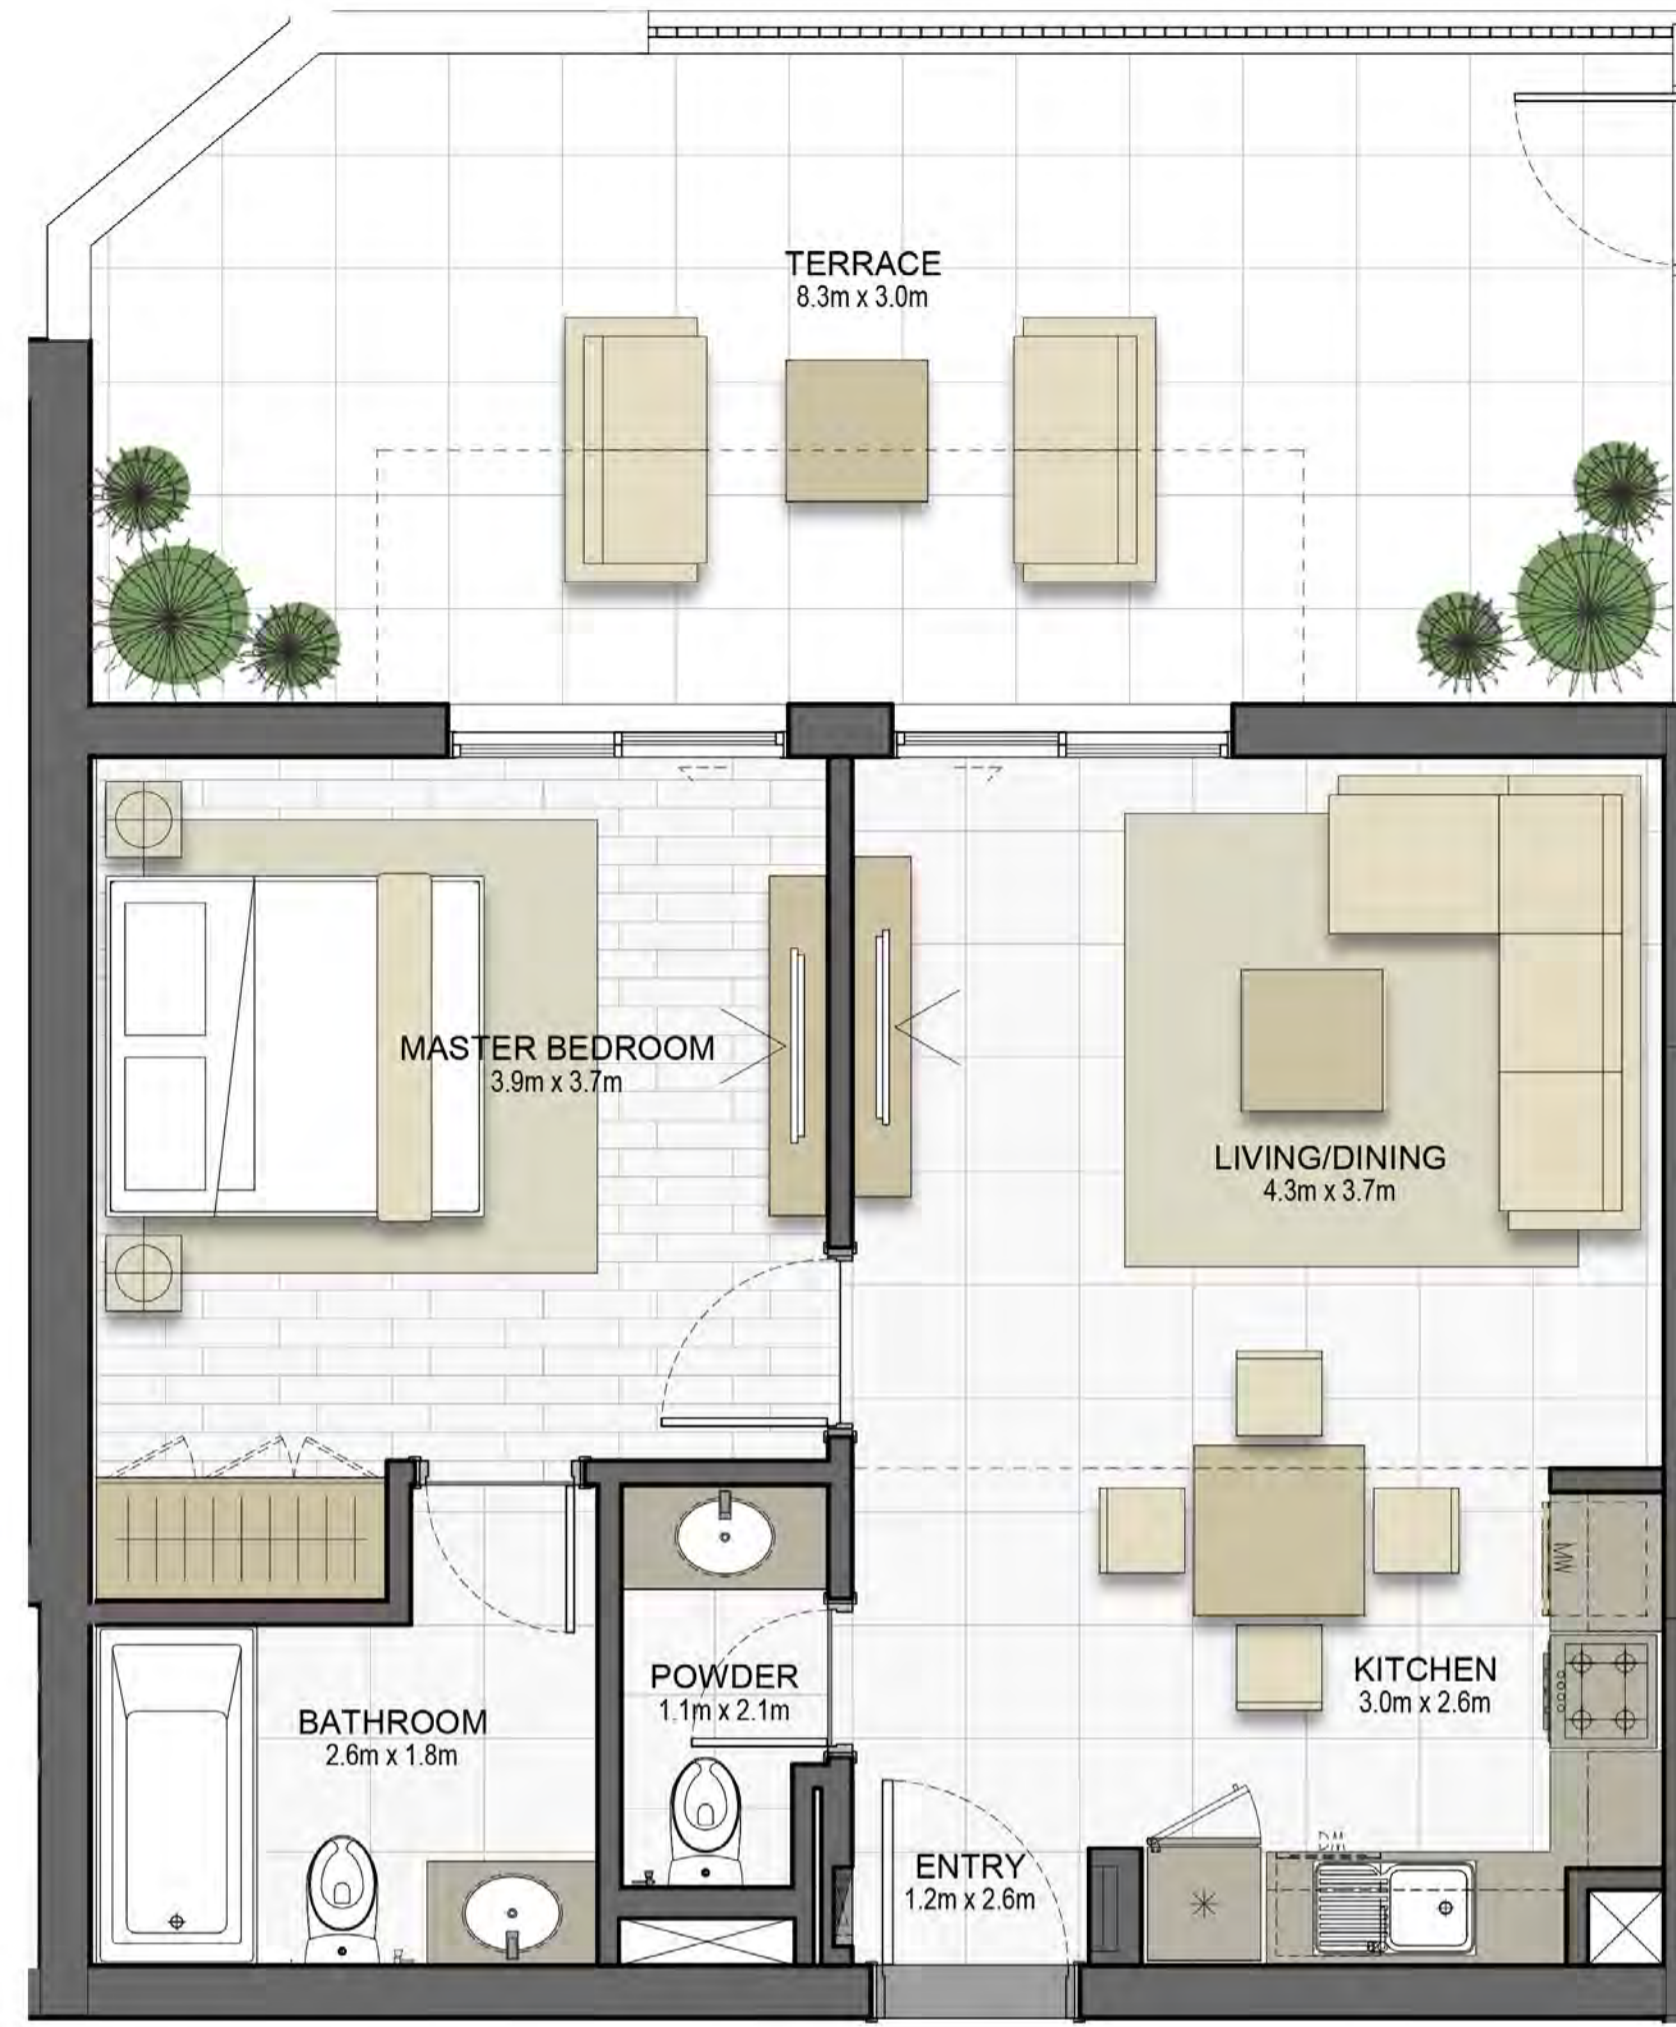 TERRACE
8.3m x 3.0m
MASTER BEDROOM
3.9m x 3.7m
LIVING/DINING
4.3m x 3.7m
MW
KITCHEN
3.0m x 2.6m
POWDER
1.1m x 2.1m
BATHROOM
2.6m x 1.8m
DW
ENTRY
1.2m x 2.6m